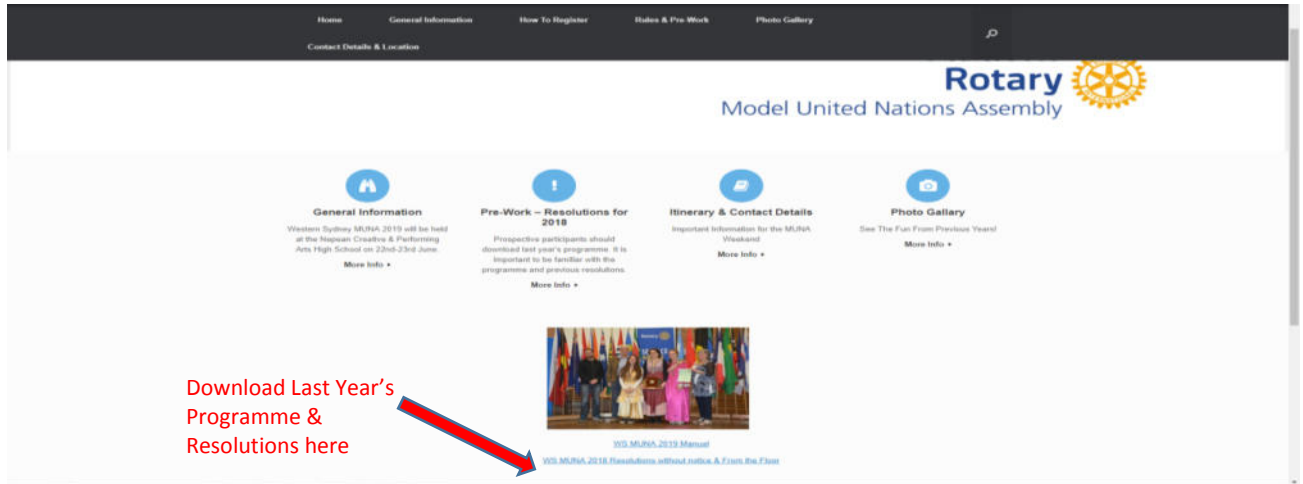 Home General Information How To Register Rules & Pre-Work Photo Gallery
Contact Details & Location
Rotary
Model United Nations Assembly
General Information
Western Sydney MUNA 2019 will be held
at the Nepean Creative & Performing
Arts High School on 22nd-23rd June.
More Info +
Pre-Work – Resolutions for
2018
Prospective participants should
download last year's programme. It is
important to be familiar with the
programme and previous resolutions.
More Info +
Itinerary & Contact Details
Important Information for the MUNA
Weekend
More Info +
Photo Gallary
See The Fun From Previous Years!
More Info +
Download Last Year's
Programme &
Resolutions here
WS MUNA 2019 Manual
WS MUNA 2018 Resolutions without notice & From the Floor